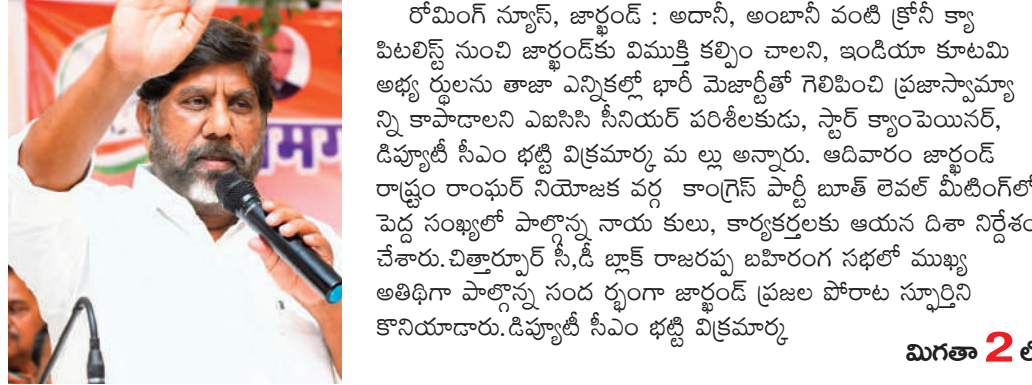 రోమింగ్ న్యూస్, జార్ఖండ్ : అదానీ, అంబానీ వంటి క్రోనీ క్యా
పిటలిస్ట్ నుంచి జార్ఖండ్‌కు విముక్తి కల్పిం చాలని, ఇండియా కూటమి
అభ్య ర్థులను తాజా ఎన్నికల్లో భారీ మెజార్టీతో గెలిపించి ప్రజాస్వామ్యా
న్ని కాపాడాలని ఎఐసిసి సీనియర్ పరిశీలకుడు, స్టార్ క్యాంపెయినర్,
డిప్యూటీ సీఎం భట్టి విక్రమార్క మ ల్లు అన్నారు. ఆదివారం జార్ఖండ్
రాష్ట్రం రాంఘర్ నియోజక వర్గ కాంగ్రెస్ పార్టీ బూత్ లెవల్ మీటింగ్‌లో
పెద్ద సంఖ్యలో పాల్గొన్న నాయ కులు, కార్యకర్తలకు ఆయన దిశా నిర్దేశం
చేశారు.చిత్తార్పూర్ సీ,డీ బ్లాక్ రాజరప్ప బహిరంగ సభలో ముఖ్య
అతిథిగా పాల్గొన్న సంద ర్భంగా జార్ఖండ్ ప్రజల పోరాట స్ఫూర్తిని
కొనియాడారు.డిప్యూటీ సీఎం భట్టి విక్రమార్క
మిగతా 2 లో